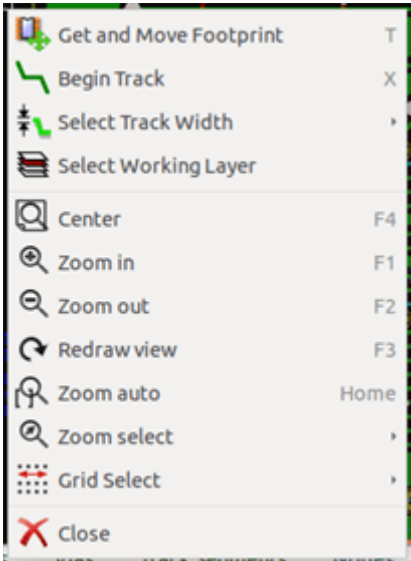 Get and Move Footprint T
Begin Track X
Select Track Width
Select Working Layer
Center F4
Zoom in F1
Zoom out F2
Redraw view F3
Zoom auto Home
Zoom select
Grid Select
Close